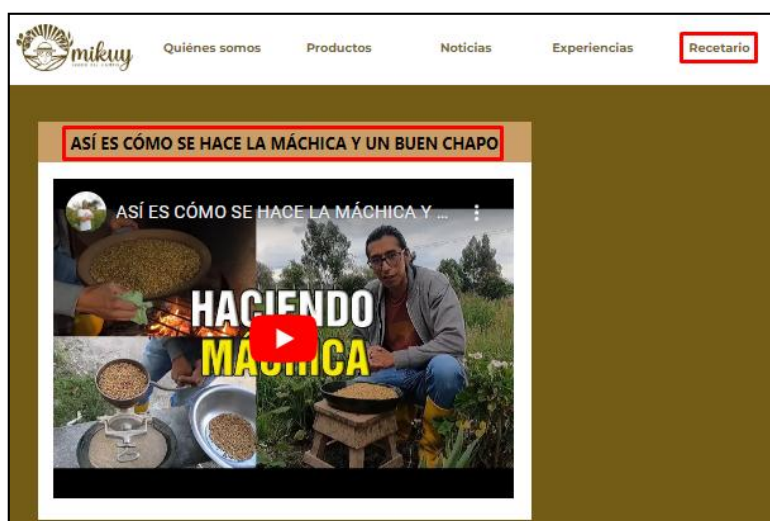 mikuy
Quiénes somos Productos Noticias Experiencias Recetario
ASÍ ES CÓMO SE HACE LA MÁCHICA Y UN BUEN CHAPO
ASÍ ES CÓMO SE HACE LA MÁCHICA Y ...
HACIENDO
MÁCHICA